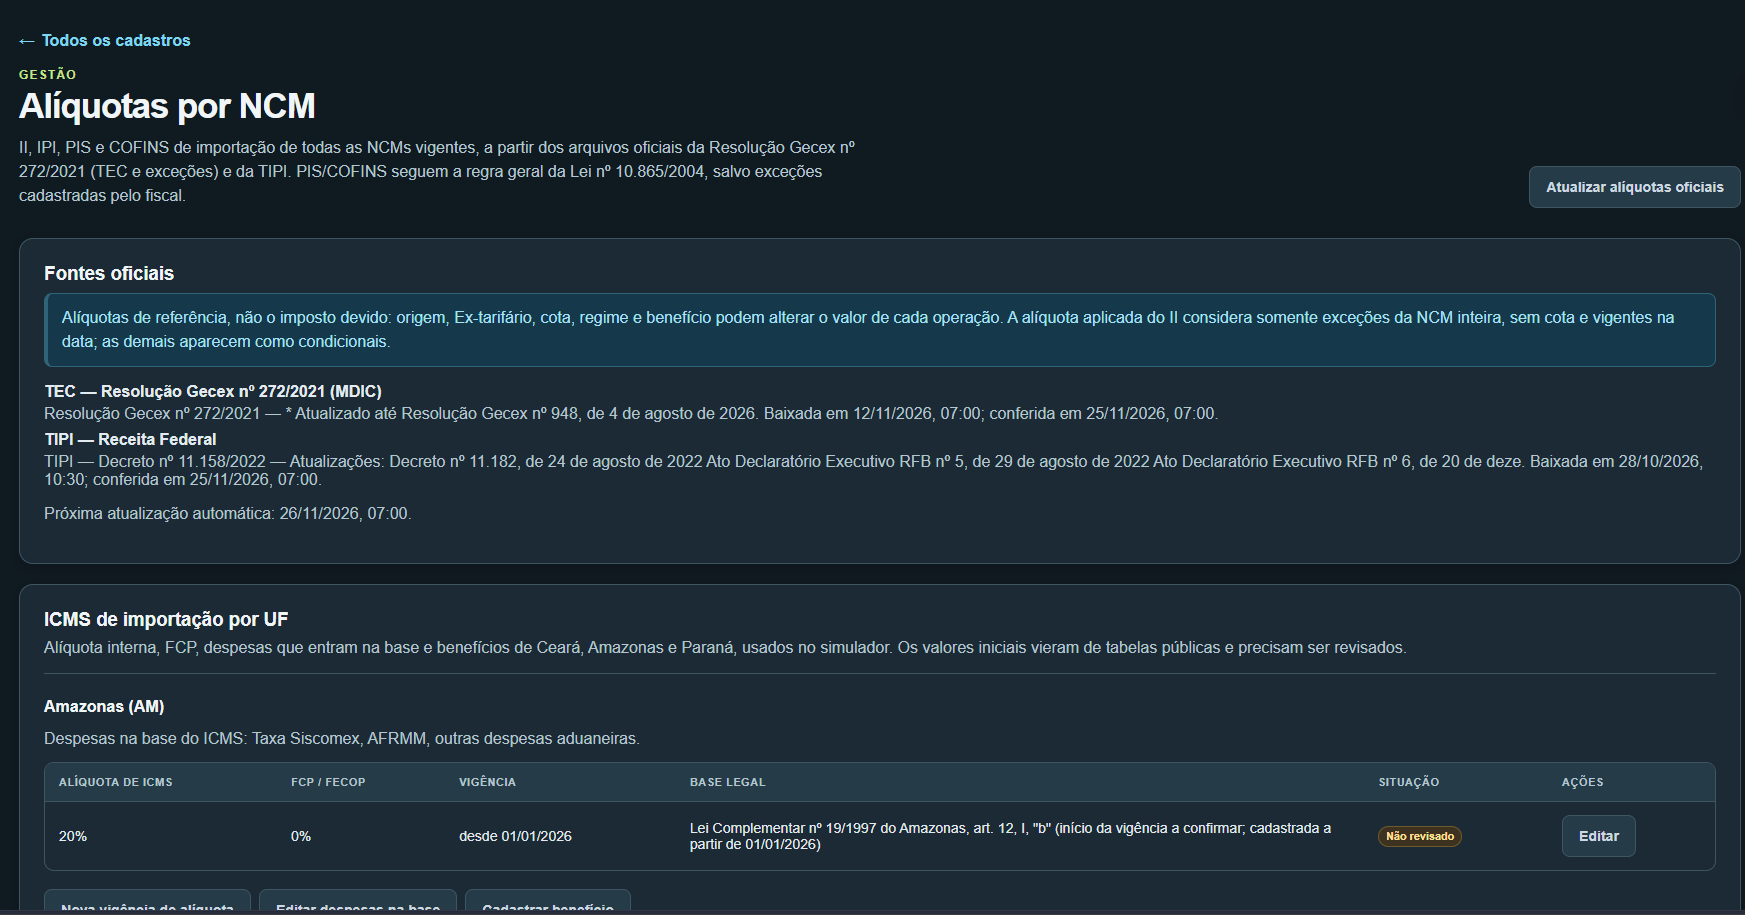 ← Todos os cadastros
GESTÃO
Alíquotas por NCM
II, IPI, PIS e COFINS de importação de todas as NCMs vigentes, a partir dos arquivos oficiais da Resolução Gecex nº
272/2021 (TEC e exceções) e da TIPI. PIS/COFINS seguem a regra geral da Lei nº 10.865/2004, salvo exceções
cadastradas pelo fiscal.
Atualizar alíquotas oficiais
Fontes oficiais
Alíquotas de referência, não o imposto devido: origem, Ex-tarifário, cota, regime e benefício podem alterar o valor de cada operação. A alíquota aplicada do II considera somente exceções da NCM inteira, sem cota e vigentes na
data; as demais aparecem como condicionais.
TEC — Resolução Gecex nº 272/2021 (MDIC)
Resolução Gecex nº 272/2021 — * Atualizado até Resolução Gecex nº 948, de 4 de agosto de 2026. Baixada em 12/11/2026, 07:00; conferida em 25/11/2026, 07:00.
TIPI — Receita Federal
TIPI — Decreto nº 11.158/2022 — Atualizações: Decreto nº 11.182, de 24 de agosto de 2022 Ato Declaratório Executivo RFB nº 5, de 29 de agosto de 2022 Ato Declaratório Executivo RFB nº 6, de 20 de deze. Baixada em 28/10/2026,
10:30; conferida em 25/11/2026, 07:00.
Próxima atualização automática: 26/11/2026, 07:00.
ICMS de importação por UF
Alíquota interna, FCP, despesas que entram na base e benefícios de Ceará, Amazonas e Paraná, usados no simulador. Os valores iniciais vieram de tabelas públicas e precisam ser revisados.
Amazonas (AM)
Despesas na base do ICMS: Taxa Siscomex, AFRMM, outras despesas aduaneiras.
ALÍQUOTA DE ICMS FCP / FECOP VIGÊNCIA BASE LEGAL SITUAÇÃO AÇÕES
20% 0% desde 01/01/2026 Lei Complementar nº 19/1997 do Amazonas, art. 12, I, "b" (início da vigência a confirmar; cadastrada a
partir de 01/01/2026) Não revisado Editar
Nova vigência de alíquota Editar despesas na base Cadastrar benefício